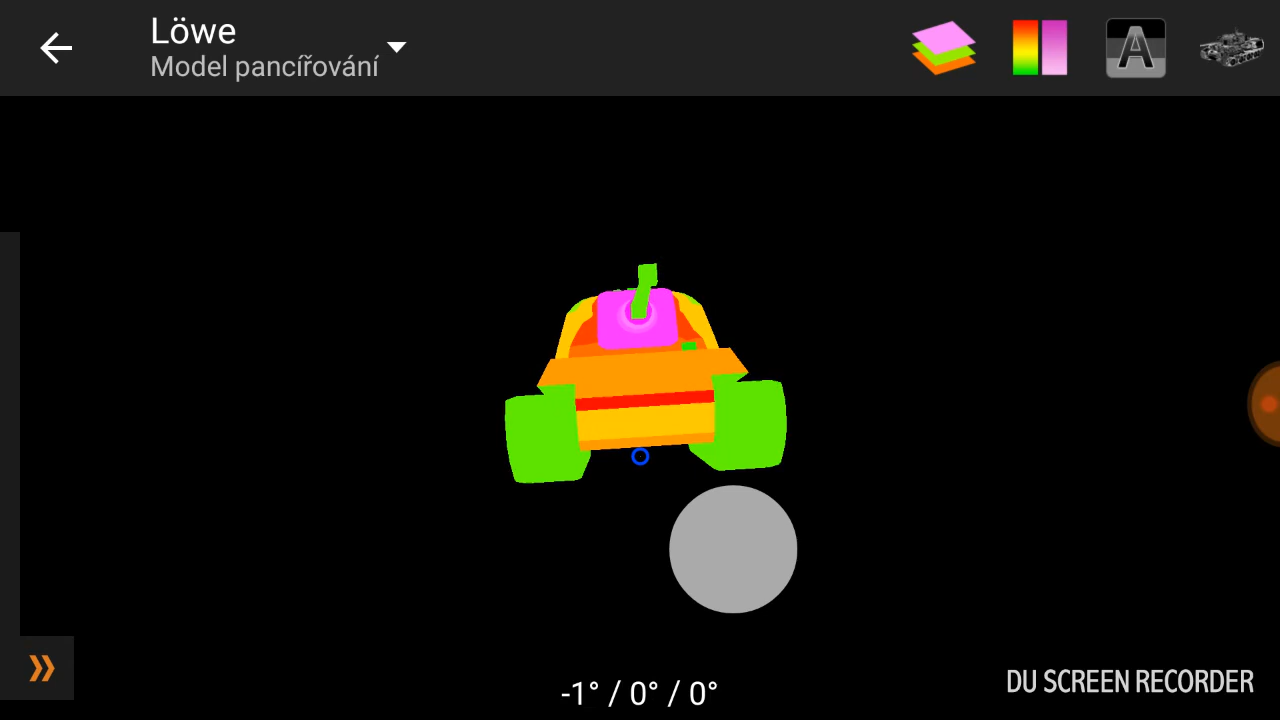 Löwe
Model pancířování
A
-1° / 0° / 0°
DU SCREEN RECORDER